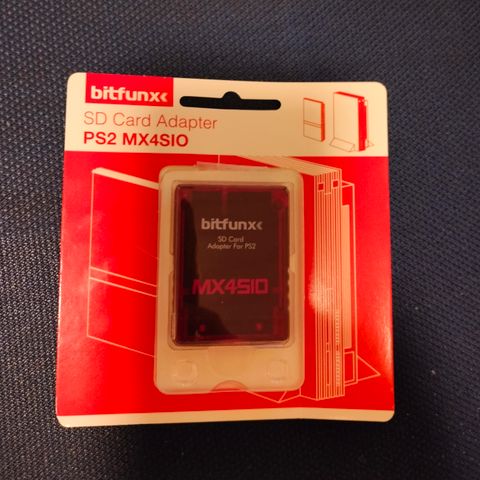 bitfunx
SD Card Adapter
PS2 MX4SIO
bitfunx
SD Card
Adapter For PS2
MX4SIO